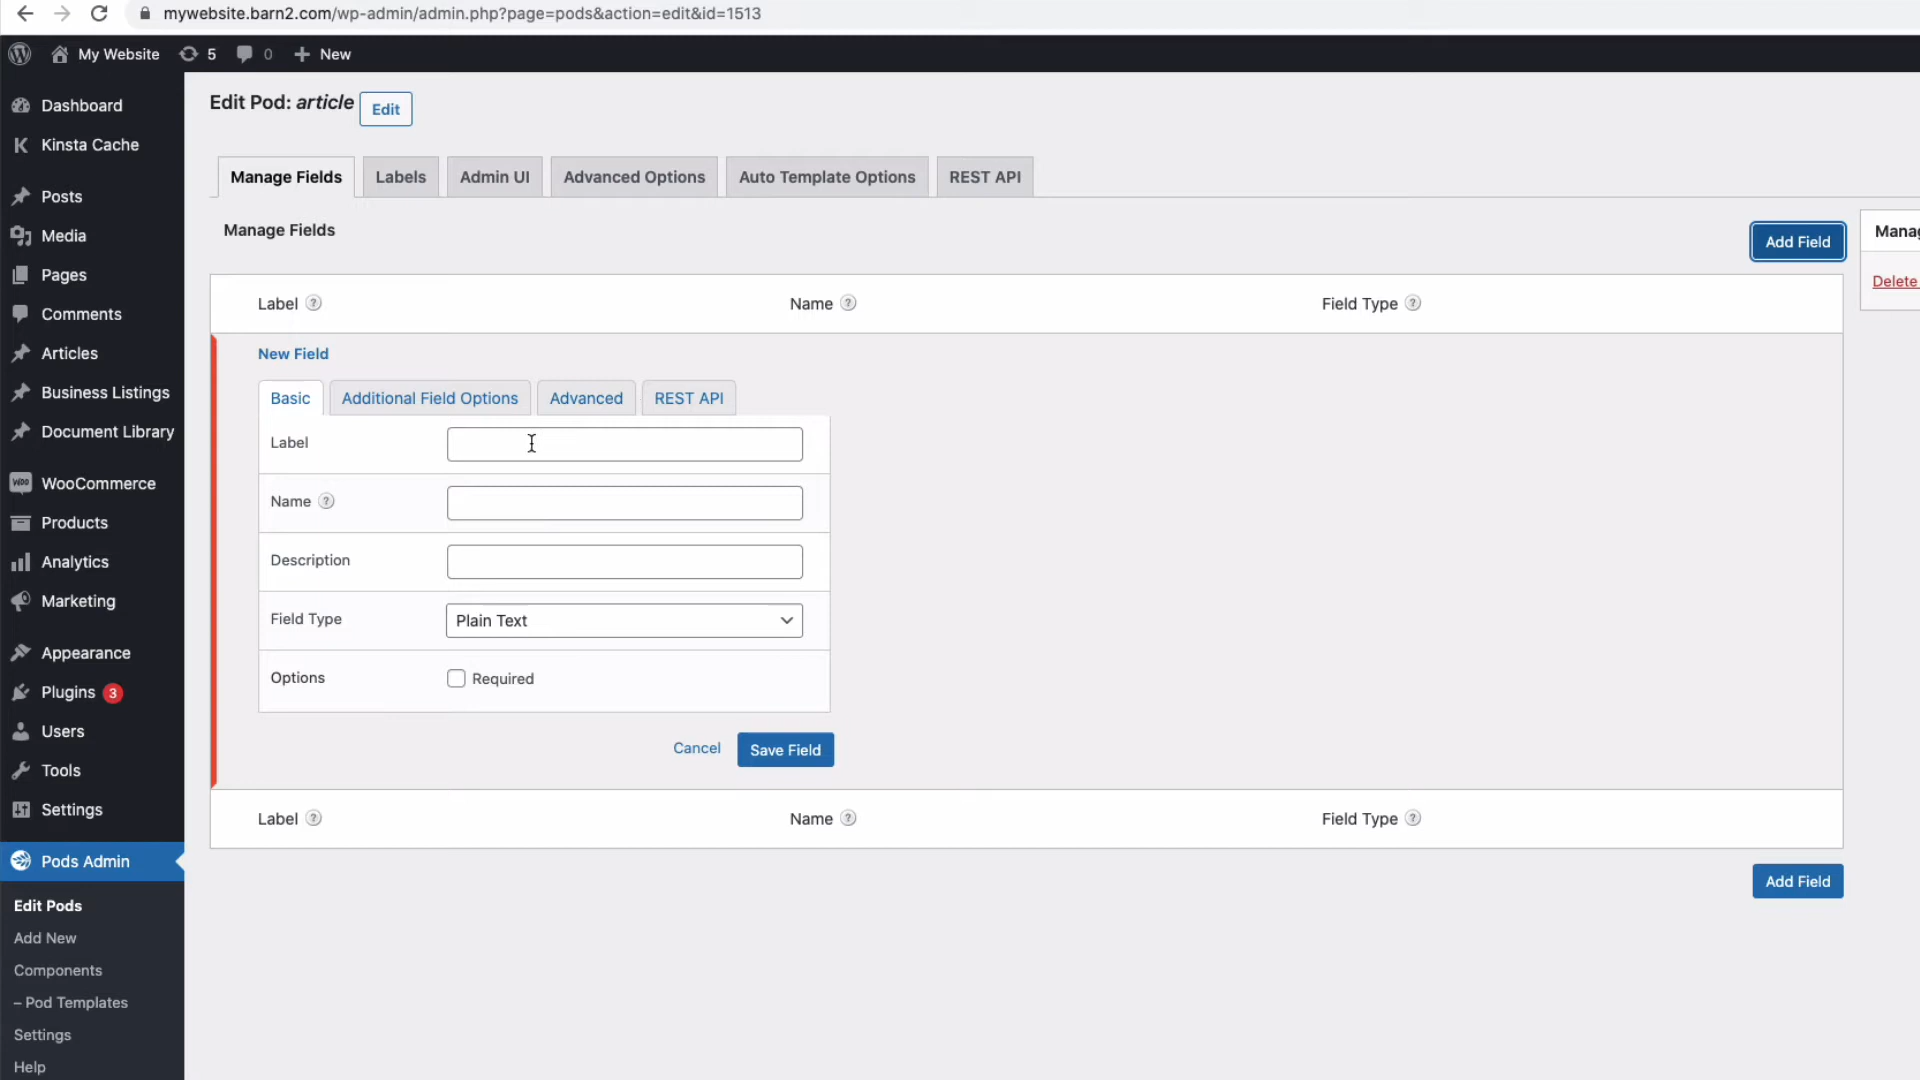 mywebsite.barn2.com/wp-admin/admin.php?page=pods&action=edit&id=1513
My Website 5 0 New
Dashboard
Kinsta Cache
Posts
Media
Pages
Comments
Articles
Business Listings
Document Library
WooCommerce
Products
Analytics
Marketing
Appearance
Plugins 3
Users
Tools
Settings
Pods Admin
Edit Pods
Add New
Components
– Pod Templates
Settings
Help
Edit Pod: article Edit
Manage Fields Labels Admin UI Advanced Options Auto Template Options REST API
Manage Fields
Add Field
Label ? Name ? Field Type ?
New Field
Basic Additional Field Options Advanced REST API
Label
Name ?
Description
Field Type Plain Text
Options Required
Cancel Save Field
Label ? Name ? Field Type ?
Add Field
Manag
Delete